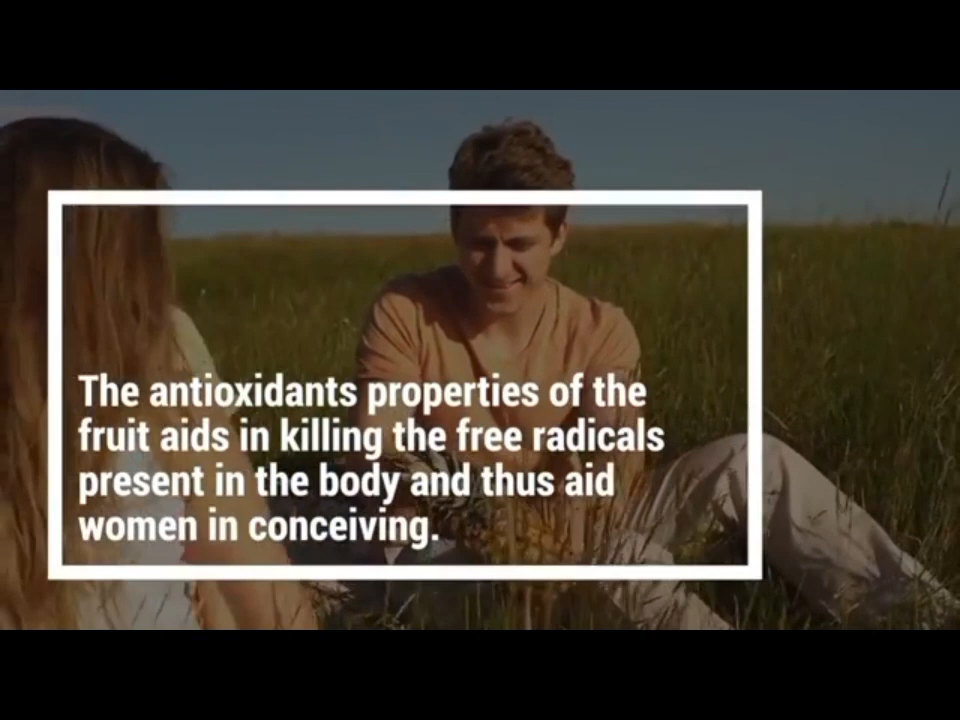 The antioxidants properties of the
fruit aids in killing the free radicals
present in the body and thus aid
women in conceiving.